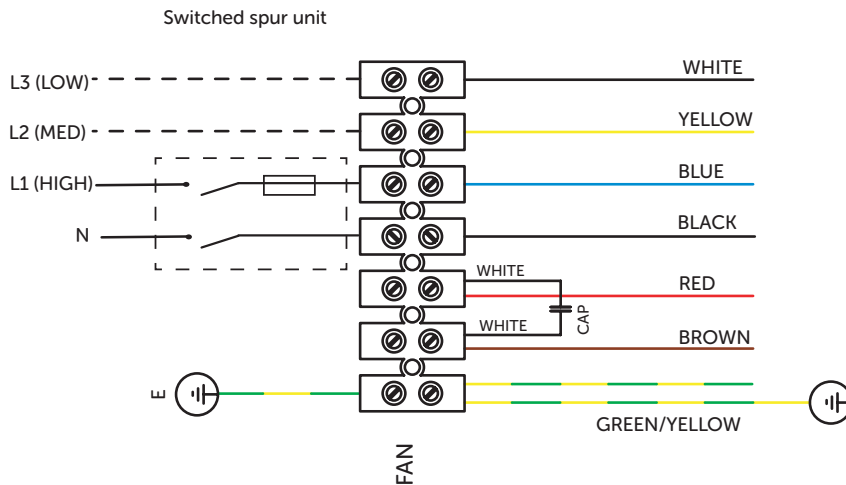 Switched spur unit
L3 (LOW)
WHITE
L2 (MED)
YELLOW
L1 (HIGH)
BLUE
N
BLACK
WHITE
RED
CAP
WHITE
BROWN
E
GREEN/YELLOW
FAN